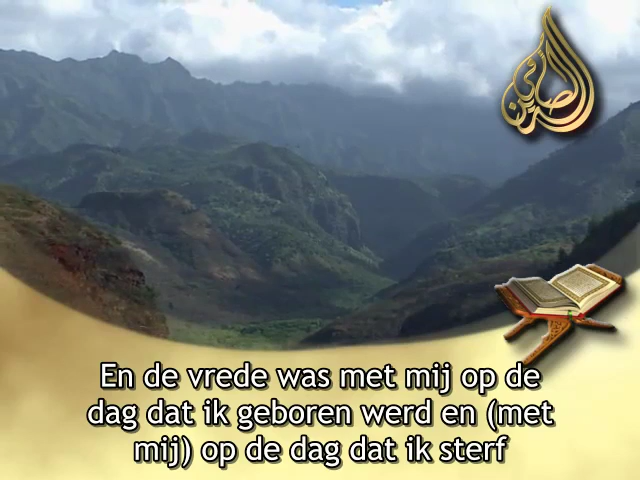 En de vrede was met mij op de
dag dat ik geboren werd en (met
mij) op de dag dat ik sterf